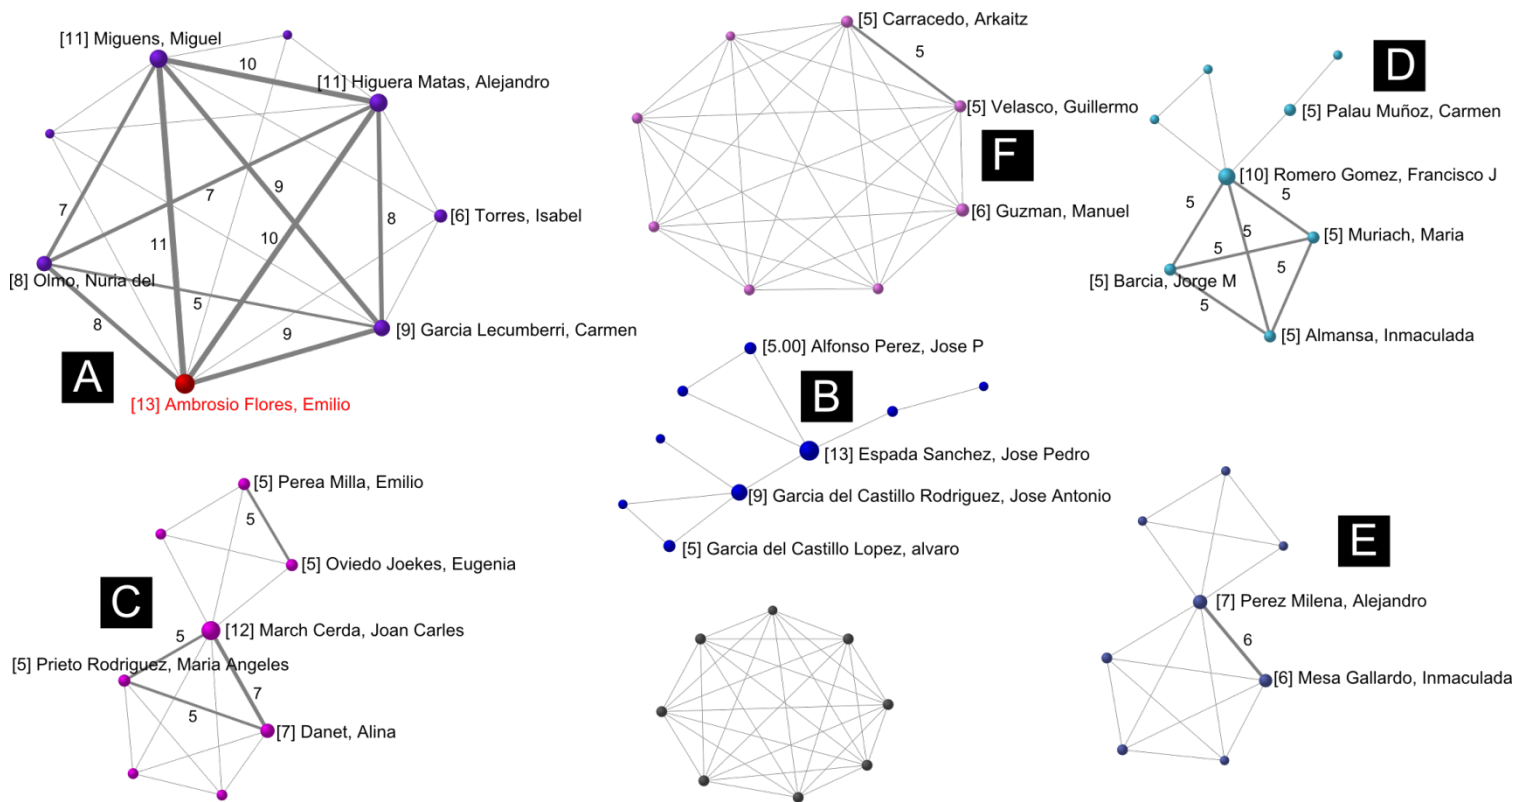 [11] Miguens, Miguel
10
[11] Higuera Matas, Alejandro
9
7
8
[6] Torres, Isabel
7
11
10
[8] Olmo, Nuria del
5
8
9
[9] Garcia Lecumberri, Carmen
A
[13] Ambrosio Flores, Emilio
[5] Carracedo, Arkaitz
5
[5] Velasco, Guillermo
F
[6] Guzman, Manuel
D
[5] Palau Muñoz, Carmen
[10] Romero Gomez, Francisco J
5
5
5
[5] Muriach, Maria
5
5
[5] Barcia, Jorge M
5
[5] Almansa, Inmaculada
[5.00] Alfonso Perez, Jose P
B
[13] Espada Sanchez, Jose Pedro
[9] Garcia del Castillo Rodriguez, Jose Antonio
[5] Garcia del Castillo Lopez, alvaro
[5] Perea Milla, Emilio
5
[5] Oviedo Joekes, Eugenia
C
[12] March Cerda, Joan Carles
5
[5] Prieto Rodriguez, Maria Angeles
7
5
[7] Danet, Alina
E
[7] Perez Milena, Alejandro
6
[6] Mesa Gallardo, Inmaculada